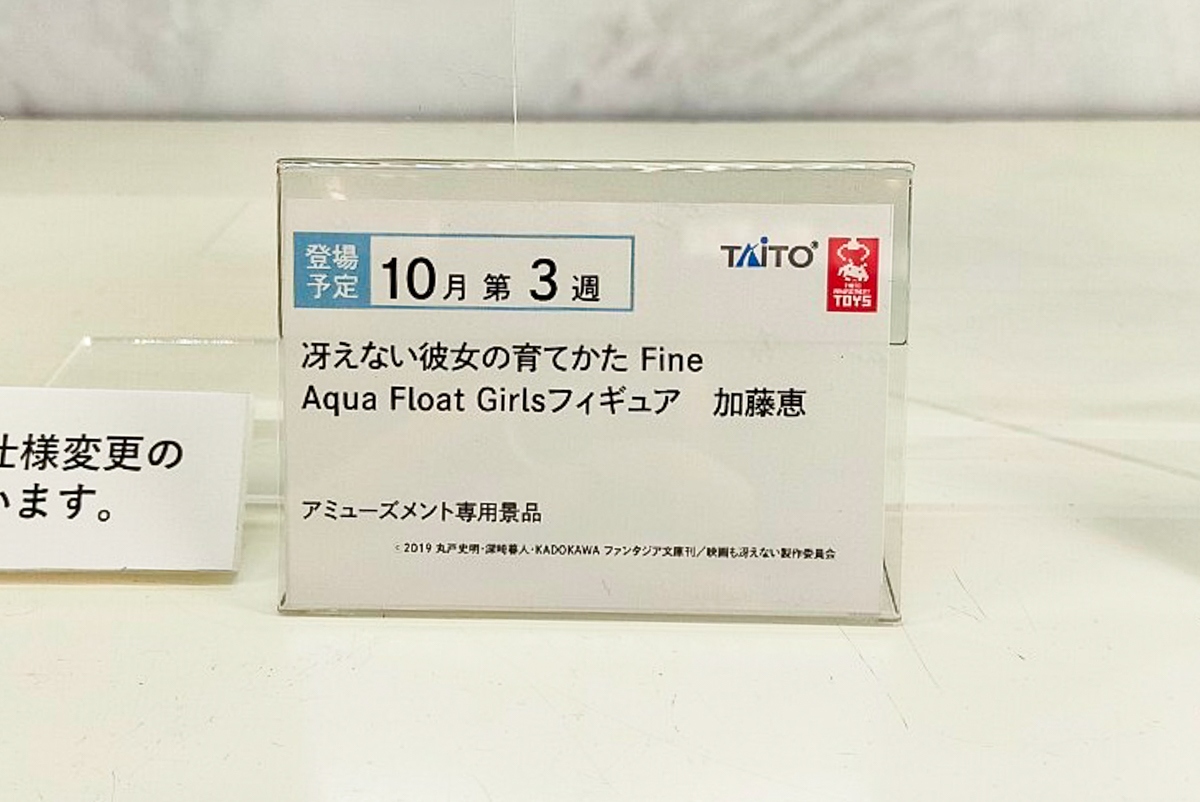 登場予定 10月 第 3 週
TAITO
TOYS
冴えない彼女の育てかた Fine
Aqua Float Girlsフィギュア 加藤恵
アミューズメント専用景品
©2019 丸戸史明・深崎暮人・KADOKAWA ファンタジア文庫刊／映画も冴えない製作委員会
仕様変更の
います。